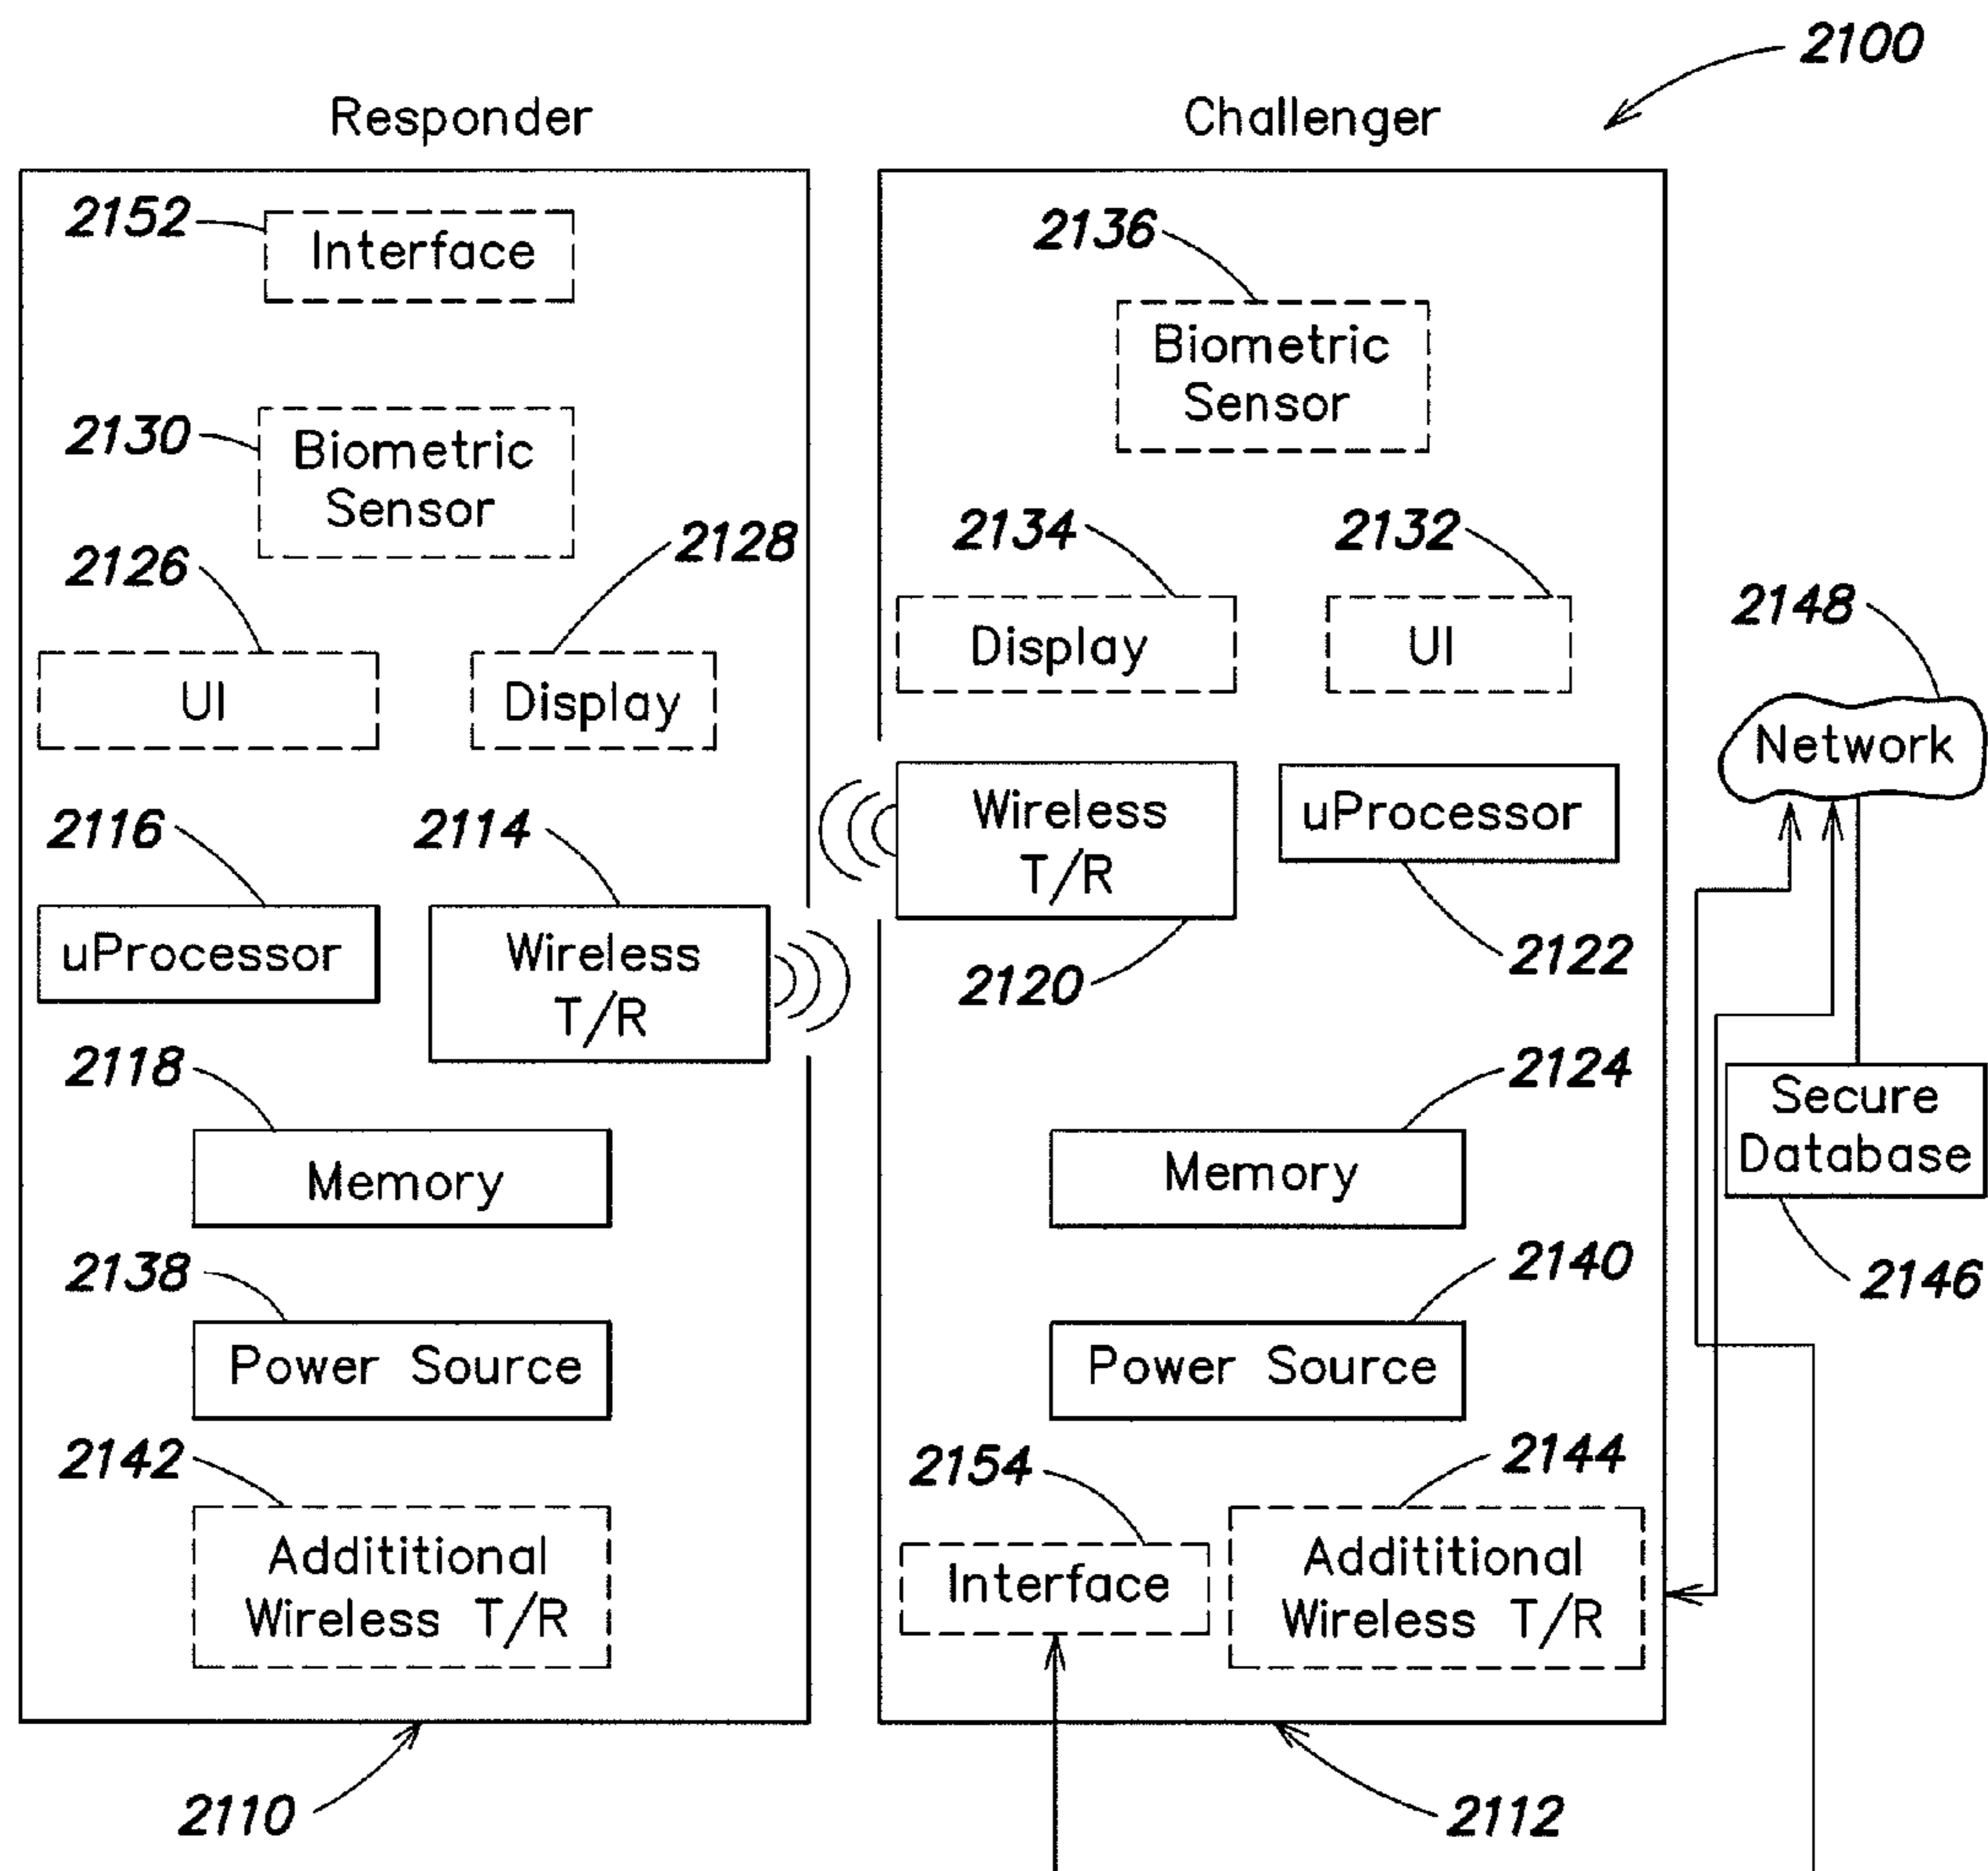 2100
Responder
Challenger
2152
Interface
2130
Biometric
Sensor
2126
2128
UI
Display
2116
2114
uProcessor
Wireless
T/R
2118
Memory
2138
Power Source
2142
Addititional
Wireless T/R
2110
2136
Biometric
Sensor
2134
2132
Display
UI
Wireless
T/R
uProcessor
2120
2122
2124
Memory
2140
Power Source
2154
2144
Interface
Addititional
Wireless T/R
2112
2148
Network
Secure
Database
2146